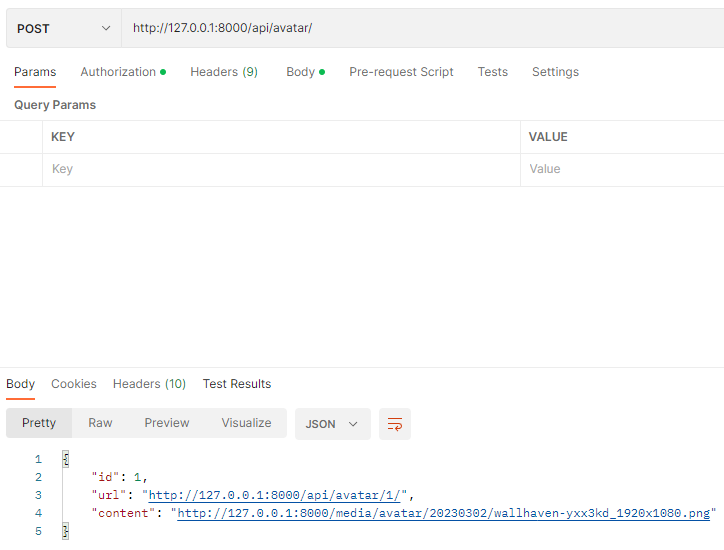 POST http://127.0.0.1:8000/api/avatar/
Params Authorization Headers (9) Body Pre-request Script Tests Settings
Query Params
KEY VALUE
Key Value
Body Cookies Headers (10) Test Results
Pretty Raw Preview Visualize JSON
1 {
2 "id": 1,
3 "url": "http://127.0.0.1:8000/api/avatar/1/",
4 "content": "http://127.0.0.1:8000/media/avatar/20230302/wallhaven-yxx3kd_1920x1080.png"
5 }